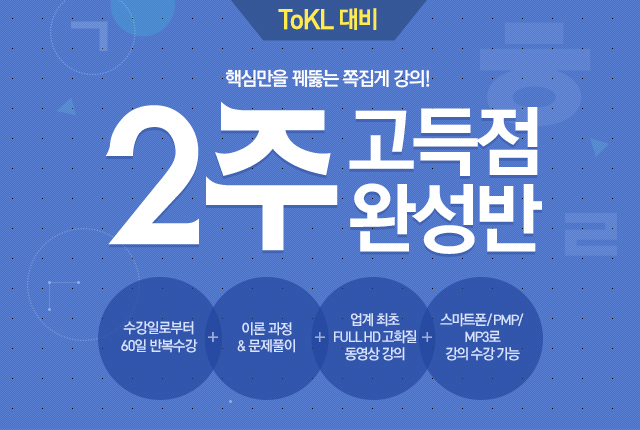 ToKL 대비
핵심만을 꿰뚫는 쪽집게 강의!
2주
고득점
완성반
수강일로부터
60일 반복수강
+
이론 과정
& 문제풀이
+
업계 최초
FULL HD 고화질
동영상 강의
+
스마트폰/PMP/
MP3로
강의 수강 가능
ㄱ
ㅎ
ㄹ
ㄷ